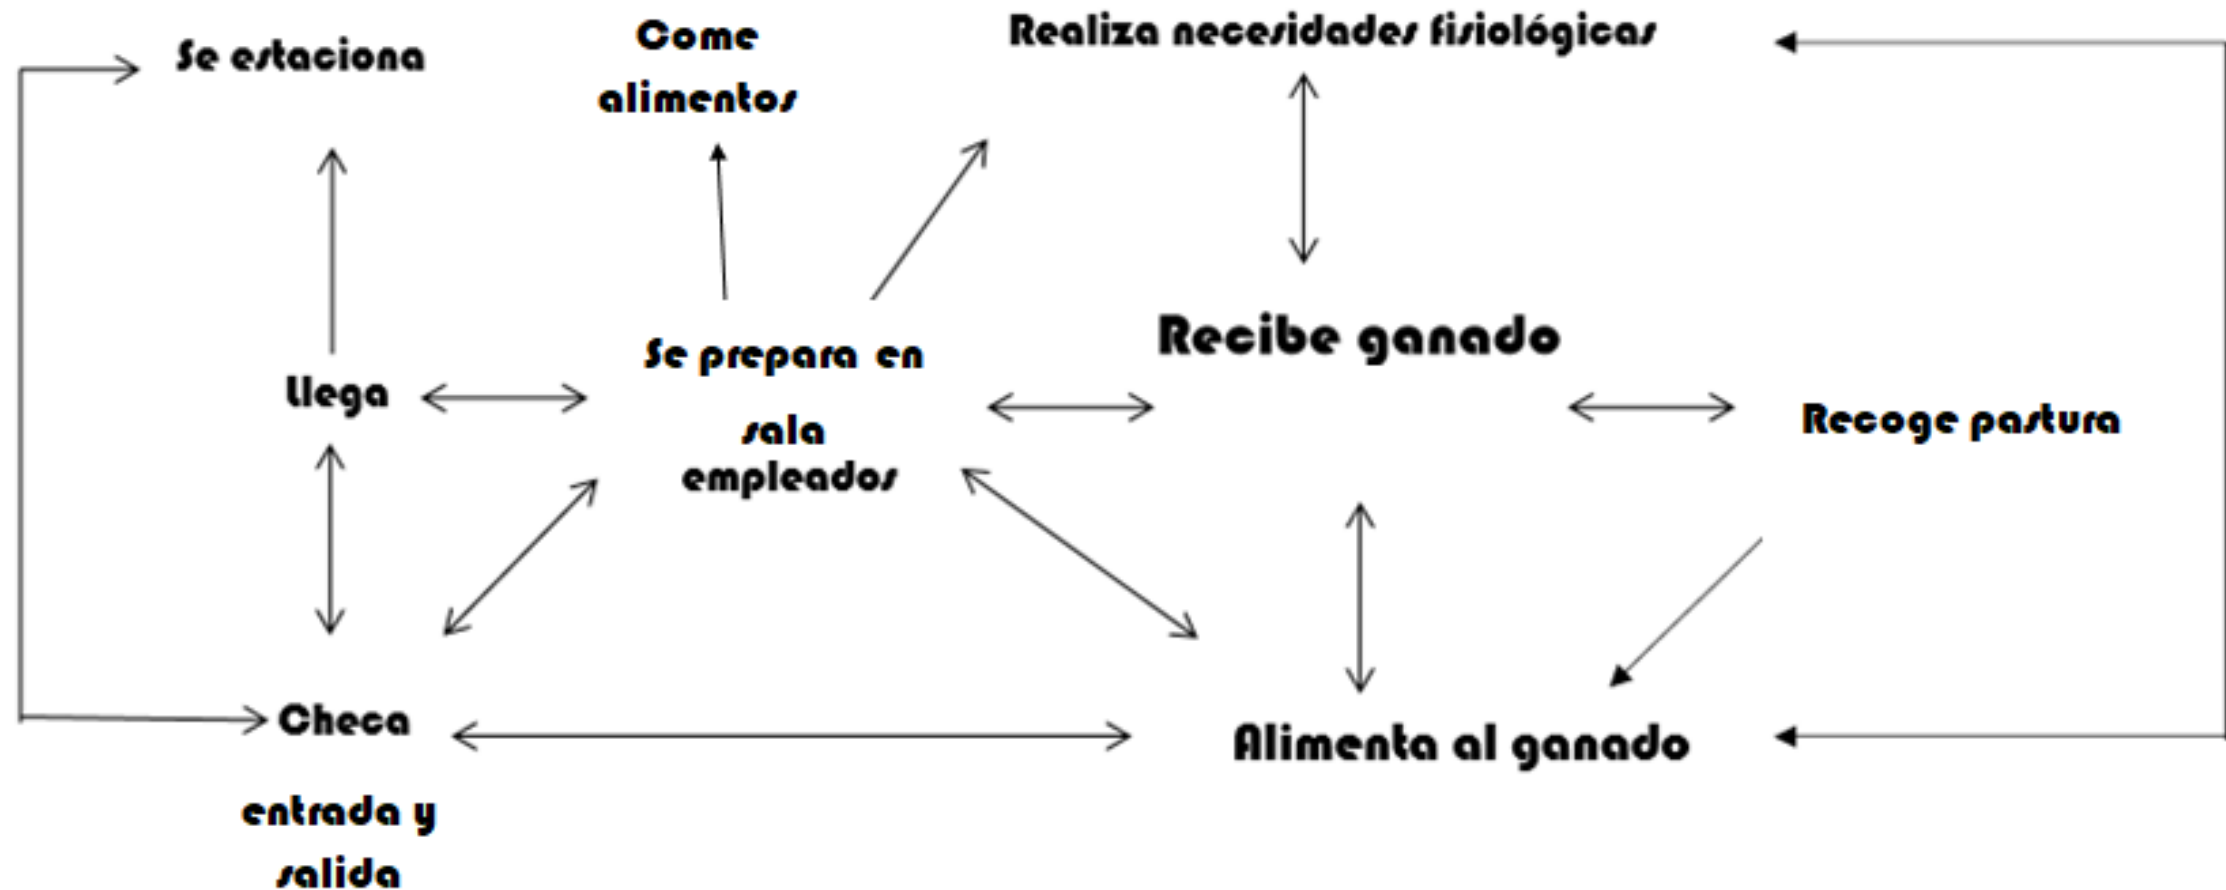 Se estaciona
Come
alimentos
Realiza necesidades fisiológicas
Llega
Se prepara en
sala
empleados
Recibe ganado
Recoge pastura
Checa
entrada y
salida
Alimenta al ganado